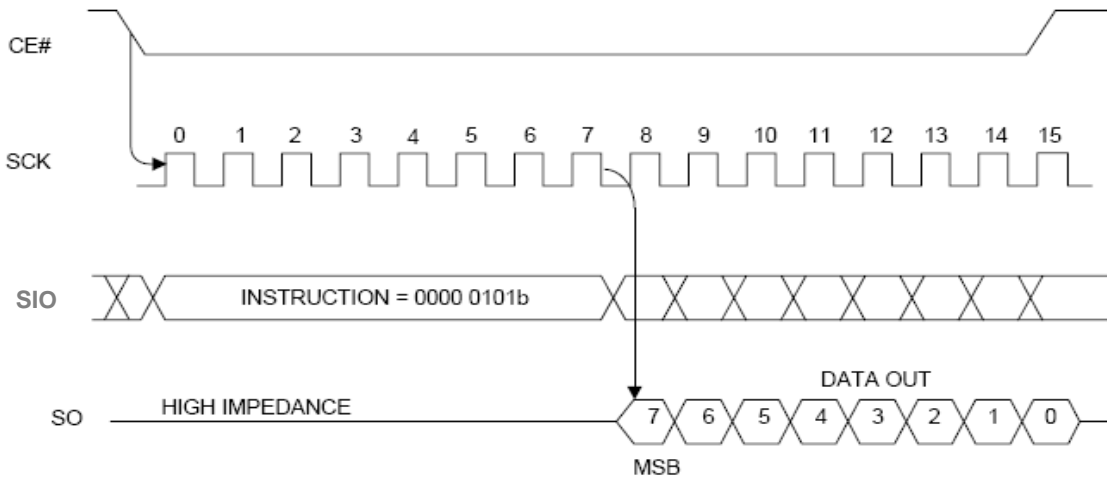 CE#
0 1 2 3 4 5 6 7 8 9 10 11 12 13 14 15
SCK
SIO INSTRUCTION = 0000 0101b
DATA OUT
HIGH IMPEDANCE
SO 7 6 5 4 3 2 1 0
MSB